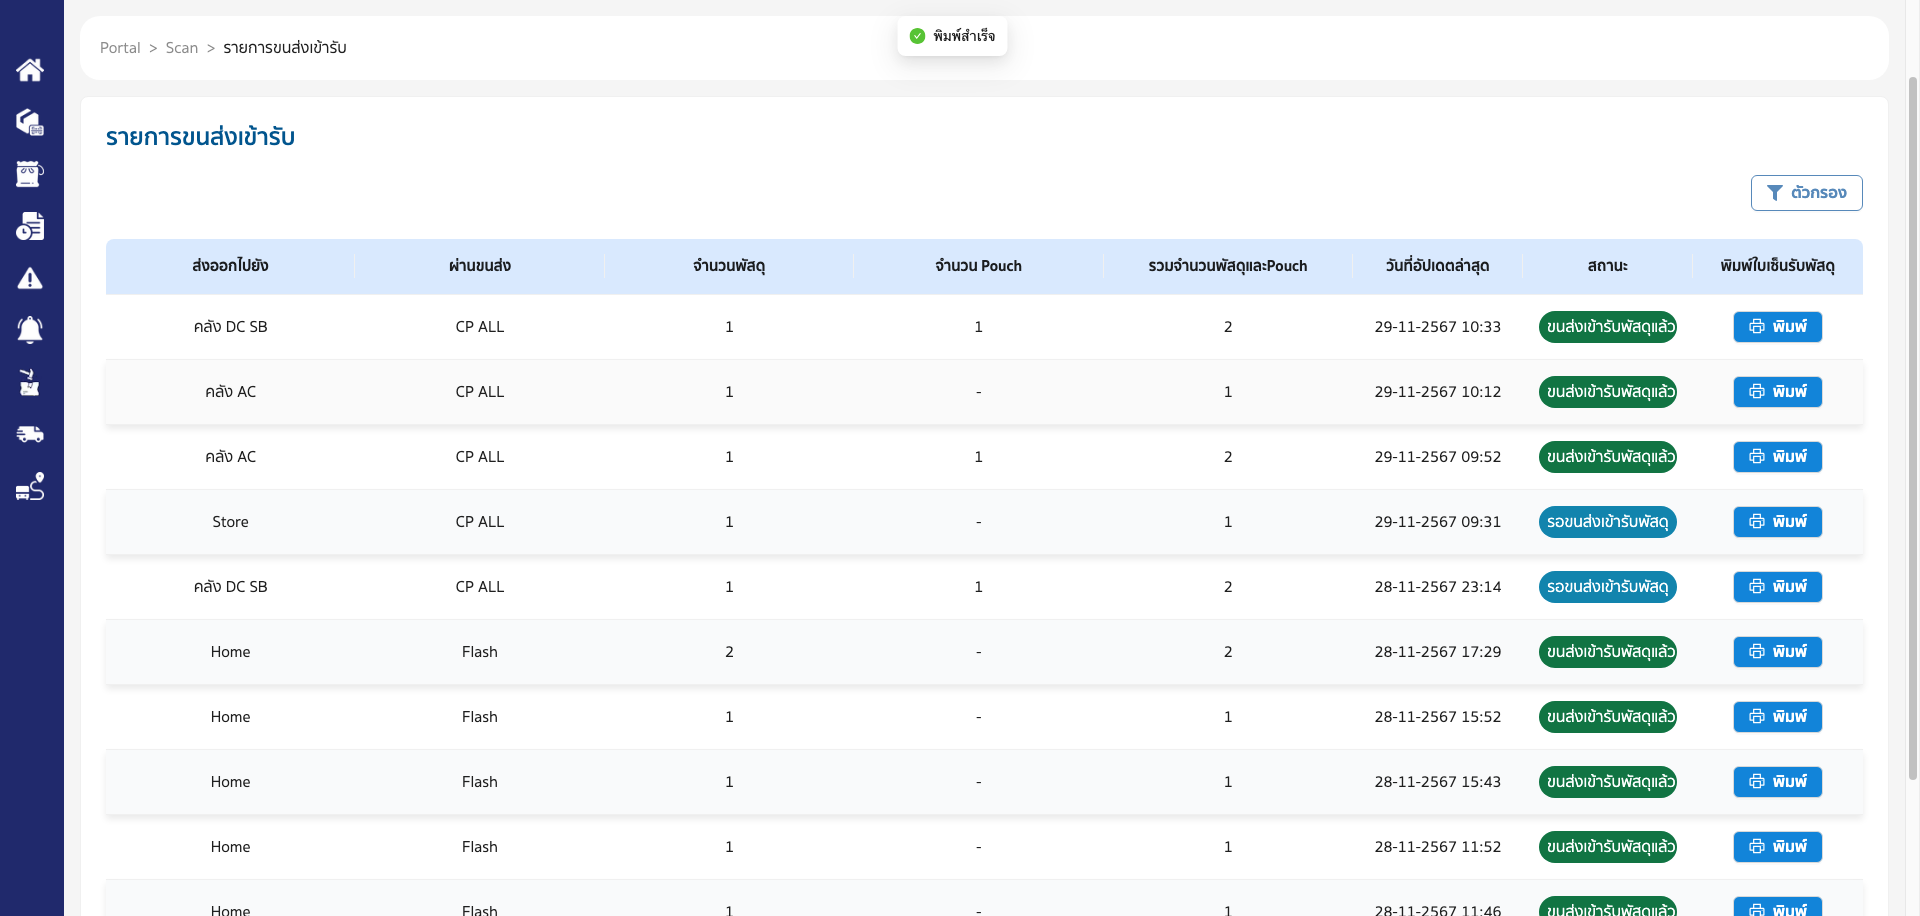 Portal > Scan > รายการขนส่งเข้ารับ
พิมพ์สำเร็จ
รายการขนส่งเข้ารับ
ตัวกรอง
ส่งออกไปยัง ผ่านขนส่ง จำนวนพัสดุ จำนวน Pouch รวมจำนวนพัสดุและPouch วันที่อัปเดตล่าสุด สถานะ พิมพ์ใบเซ็นรับพัสดุ
คลัง DC SB CP ALL 1 1 2 29-11-2567 10:33 ขนส่งเข้ารับพัสดุแล้ว พิมพ์
คลัง AC CP ALL 1 - 1 29-11-2567 10:12 ขนส่งเข้ารับพัสดุแล้ว พิมพ์
คลัง AC CP ALL 1 1 2 29-11-2567 09:52 ขนส่งเข้ารับพัสดุแล้ว พิมพ์
Store CP ALL 1 - 1 29-11-2567 09:31 รอขนส่งเข้ารับพัสดุ พิมพ์
คลัง DC SB CP ALL 1 1 2 28-11-2567 23:14 รอขนส่งเข้ารับพัสดุ พิมพ์
Home Flash 2 - 2 28-11-2567 17:29 ขนส่งเข้ารับพัสดุแล้ว พิมพ์
Home Flash 1 - 1 28-11-2567 15:52 ขนส่งเข้ารับพัสดุแล้ว พิมพ์
Home Flash 1 - 1 28-11-2567 15:43 ขนส่งเข้ารับพัสดุแล้ว พิมพ์
Home Flash 1 - 1 28-11-2567 11:52 ขนส่งเข้ารับพัสดุแล้ว พิมพ์
Home Flash 1 - 1 28-11-2567 11:46 ขนส่งเข้ารับพัสดุแล้ว พิมพ์